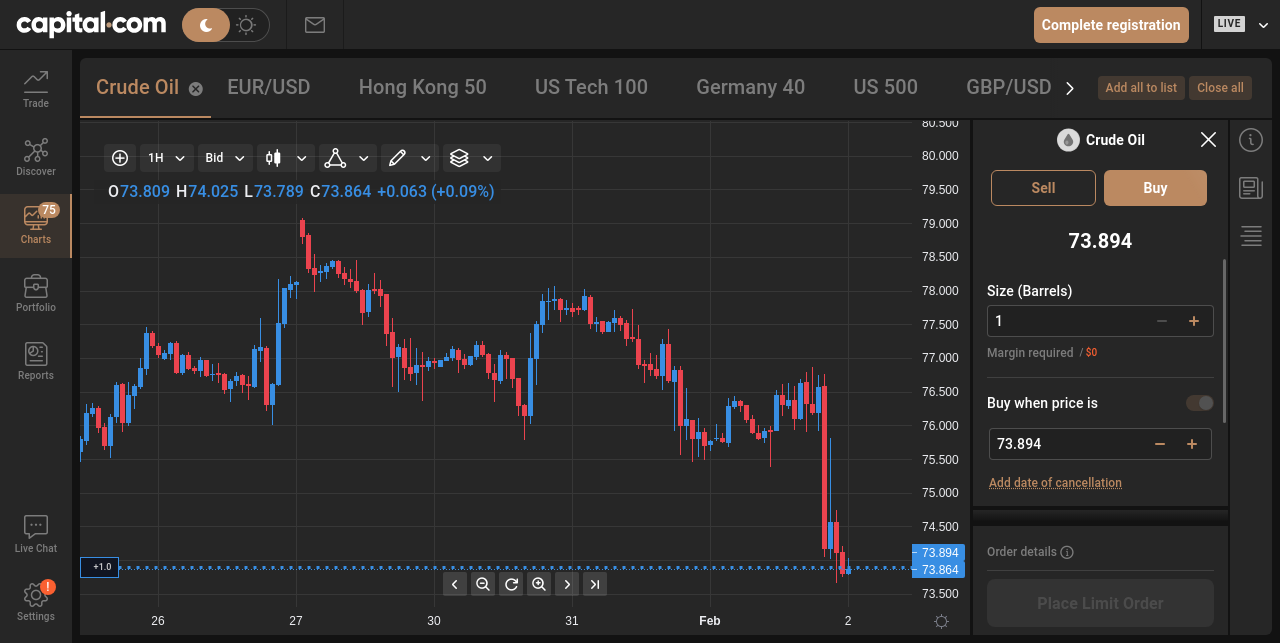 capital.com
Complete registration
LIVE
Trade
Discover
75
Charts
Portfolio
Reports
Live Chat
!
Settings
Crude Oil
EUR/USD
Hong Kong 50
US Tech 100
Germany 40
US 500
GBP/USD
Add all to list
Close all
1H
Bid
O73.809 H74.025 L73.789 C73.864 +0.063 (+0.09%)
80.500
80.000
79.500
79.000
78.500
78.000
77.500
77.000
76.500
76.000
75.500
75.000
74.500
73.894
73.864
73.500
+1.0
26
27
30
31
Feb
2
Crude Oil
Sell
Buy
73.894
Size (Barrels)
1
Margin required / $0
Buy when price is
73.894
Add date of cancellation
Order details
Place Limit Order